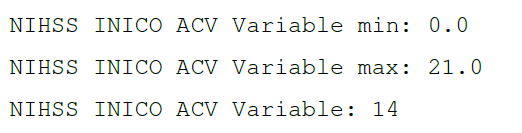 NIHSS INICO ACV Variable min: 0.0
NIHSS INICO ACV Variable max: 21.0
NIHSS INICO ACV Variable: 14